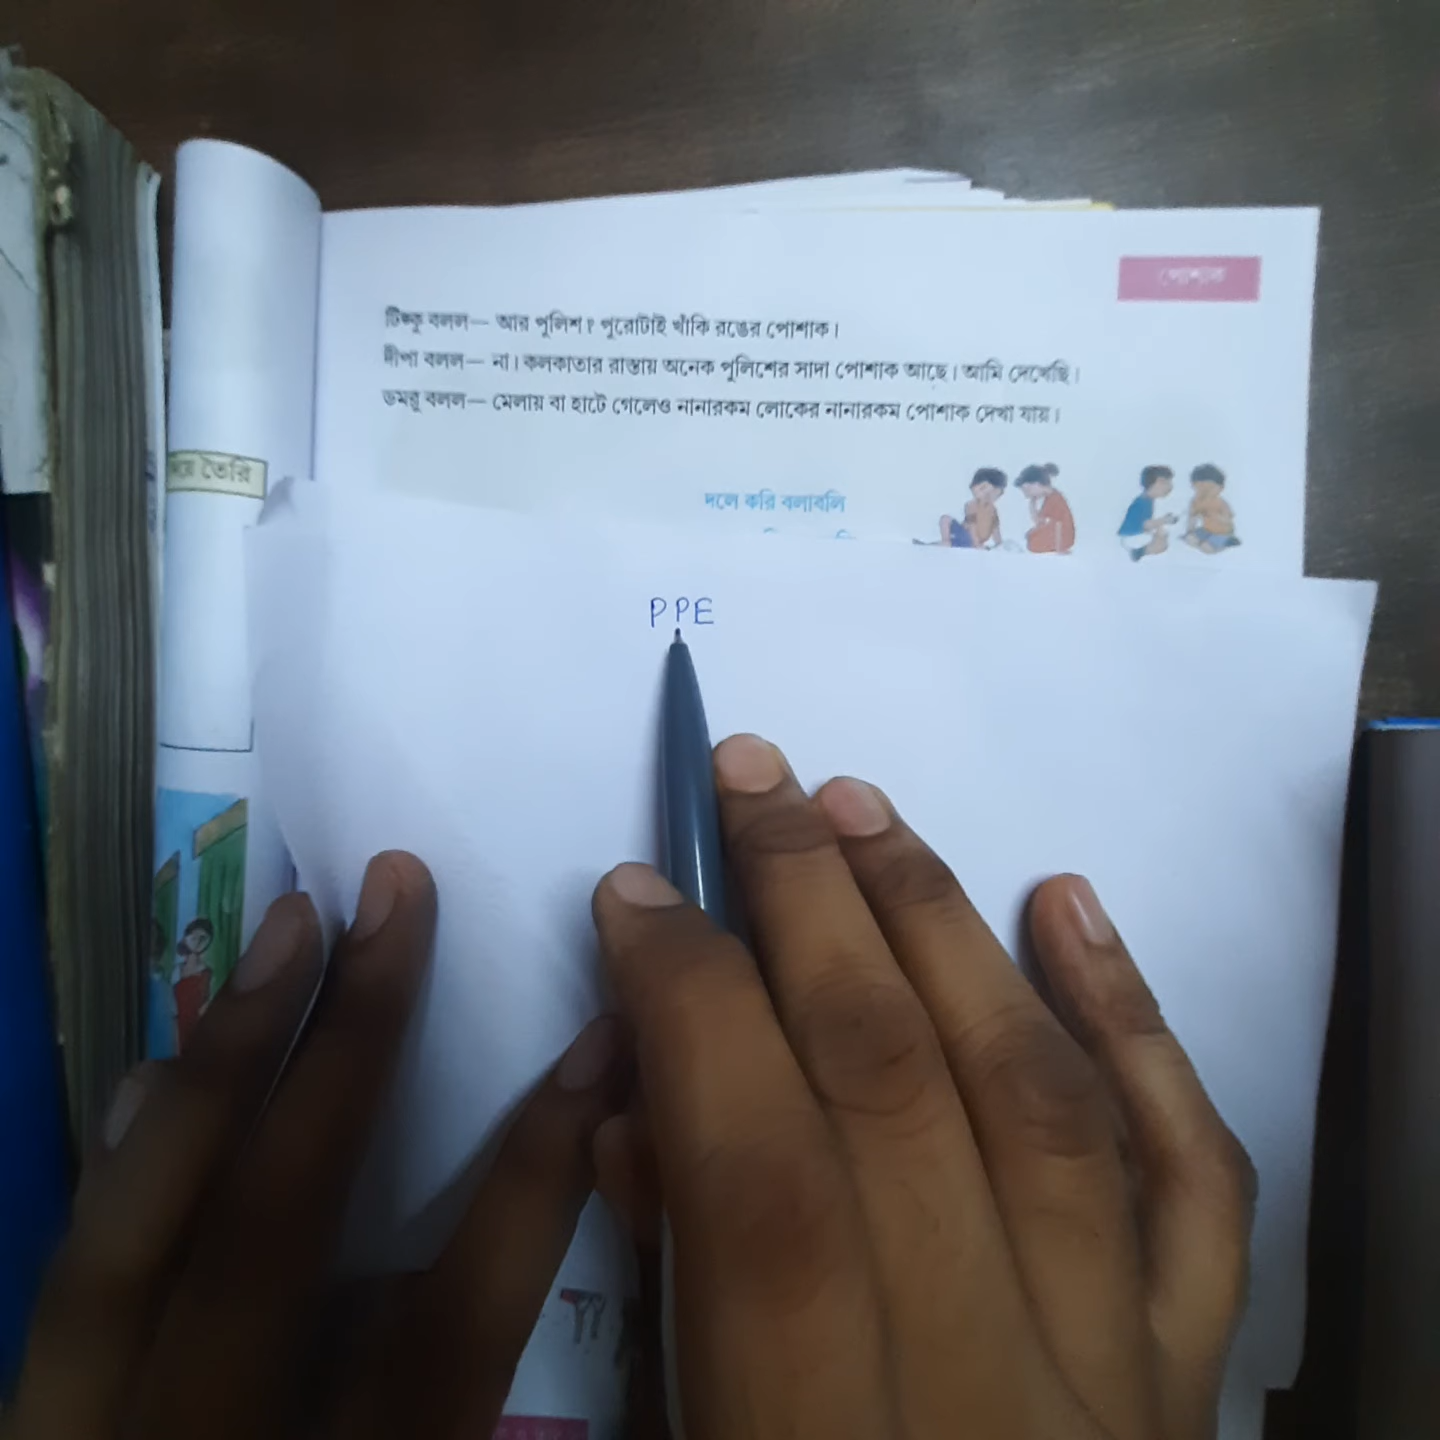 পোশাক
টিঙ্কু বলল— আর পুলিশ? পুরোটাই খাঁকি রঙের পোশাক।
দীপা বলল— না। কলকাতার রাস্তায় অনেক পুলিশের সাদা পোশাক আছে। আমি দেখেছি।
ডমরু বলল— মেলায় বা হাটে গেলেও নানারকম লোকের নানারকম পোশাক দেখা যায়।
তৈরি
দলে করি বলাবলি
PPE